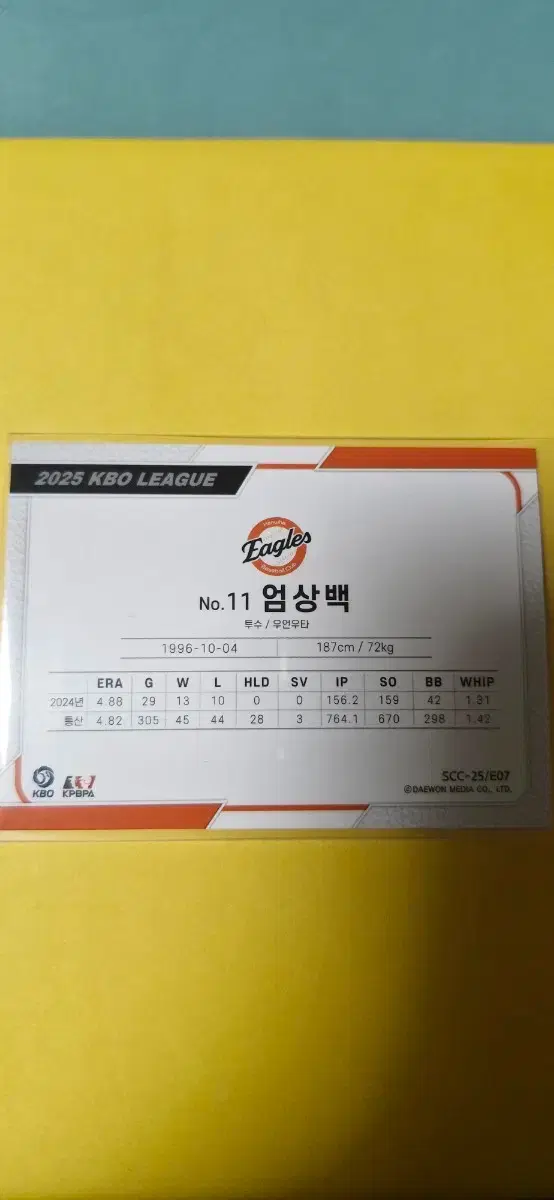 2025 KBO LEAGUE
Hanwha
Eagles
Baseball Club
No.11 엄상백
투수 / 우언우타
1996-10-04 187cm / 72kg
ERA G W L HLD SV IP SO BB WHIP
2024년 4.88 29 13 10 0 0 156.2 159 42 1.31
통산 4.82 305 45 44 28 3 764.1 670 298 1.42
KBO KPBPA
SCC-25/E07
©DAEWON MEDIA CO., LTD.